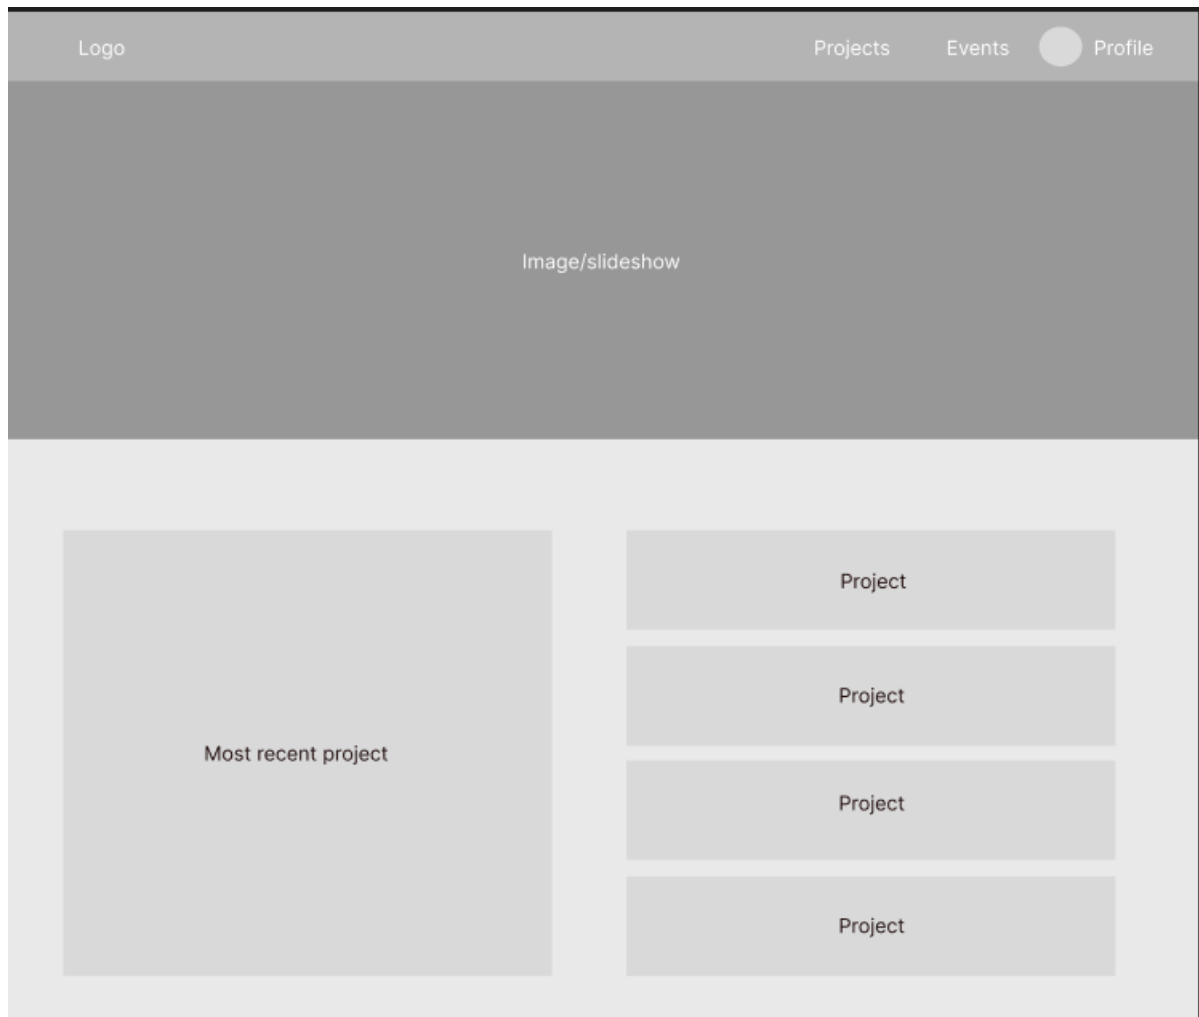 Logo Projects Events Profile
Image/slideshow
Most recent project
Project
Project
Project
Project